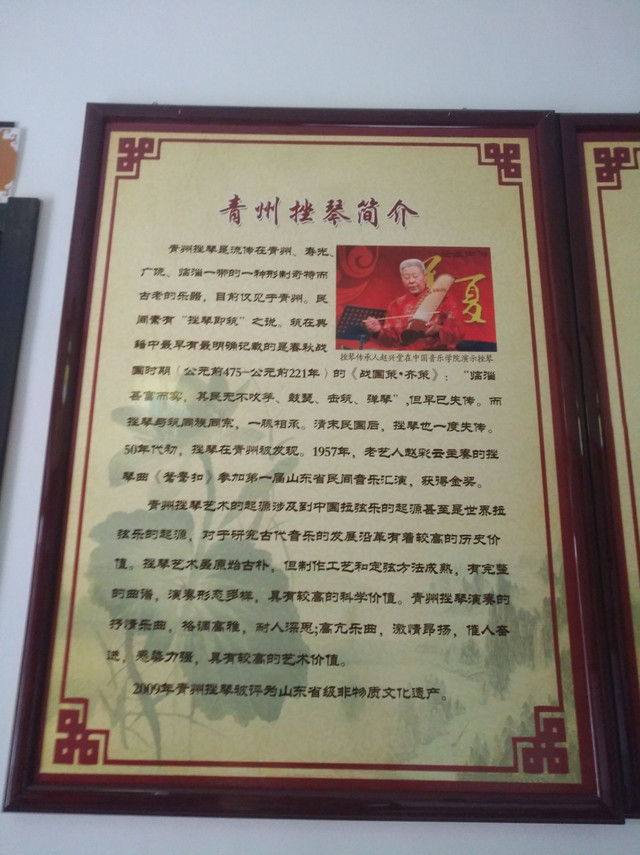 青州挫琴简介
青州挫琴是流传在青州、寿光、
广饶、临淄一带的一种形制奇特而
古老的乐器，目前仅见于青州。民
间素有“挫琴即筑”之说。筑在典
籍中最早有最明确记载的是春秋战
国时期（公元前475-公元前221年）的《战国策·齐策》：“临淄
甚富而实，其民无不吹竽、鼓瑟、击筑、弹琴”,但早已失传。而
挫琴与筑同族同宗，一脉相承。清末民国后，挫琴也一度失传。
50年代初，挫琴在青州被发现。1957年，老艺人赵彩云主奏的挫
琴曲《鸳鸯扣》参加第一届山东省民间音乐汇演，获得金奖。
青州挫琴艺术的起源涉及到中国拉弦乐的起源甚至是世界拉
弦乐的起源，对于研究古代音乐的发展沿革有着较高的历史价
值。挫琴艺术最原始古朴，但制作工艺和定弦方法成熟，有完整
的曲谱，演奏形态多样，具有较高的科学价值。青州挫琴演奏的
抒情乐曲，格调高雅，耐人深思;高亢乐曲，激情昂扬，催人奋
进，感染力强，具有较高的艺术价值。
2009年青州挫琴被评为山东省级非物质文化遗产。
夏
挫琴传承人赵兴堂在中国音乐学院演示挫琴